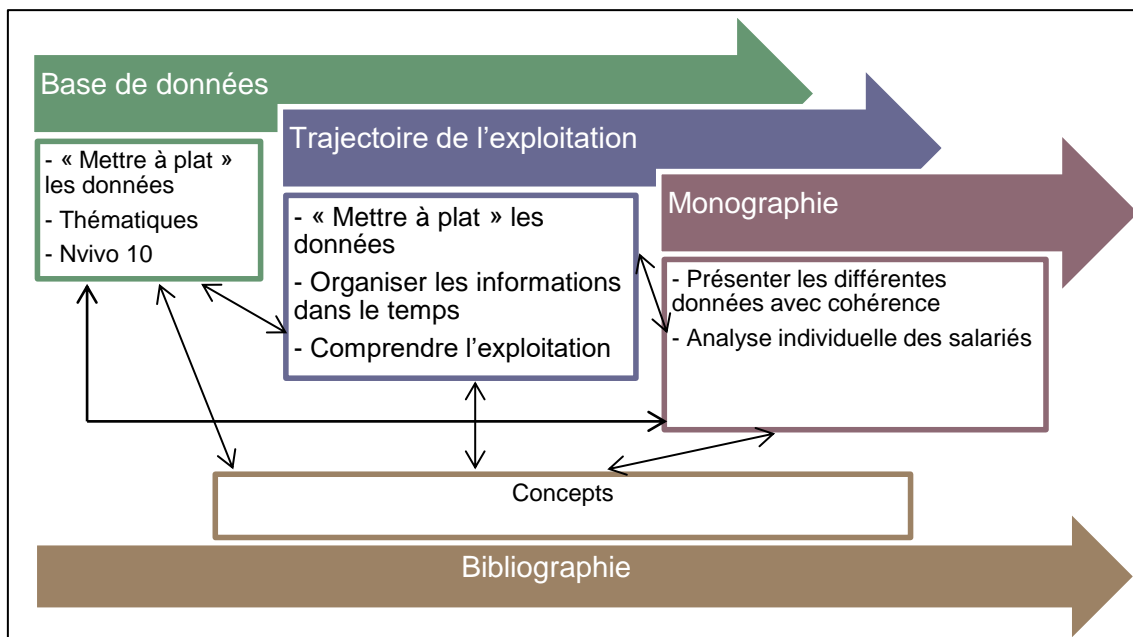 Base de données
- « Mettre à plat »
les données
- Thématiques
- Nvivo 10
Trajectoire de l’exploitation
- « Mettre à plat » les
données
- Organiser les informations
dans le temps
- Comprendre l’exploitation
Monographie
- Présenter les différentes
données avec cohérence
- Analyse individuelle des salariés
Concepts
Bibliographie